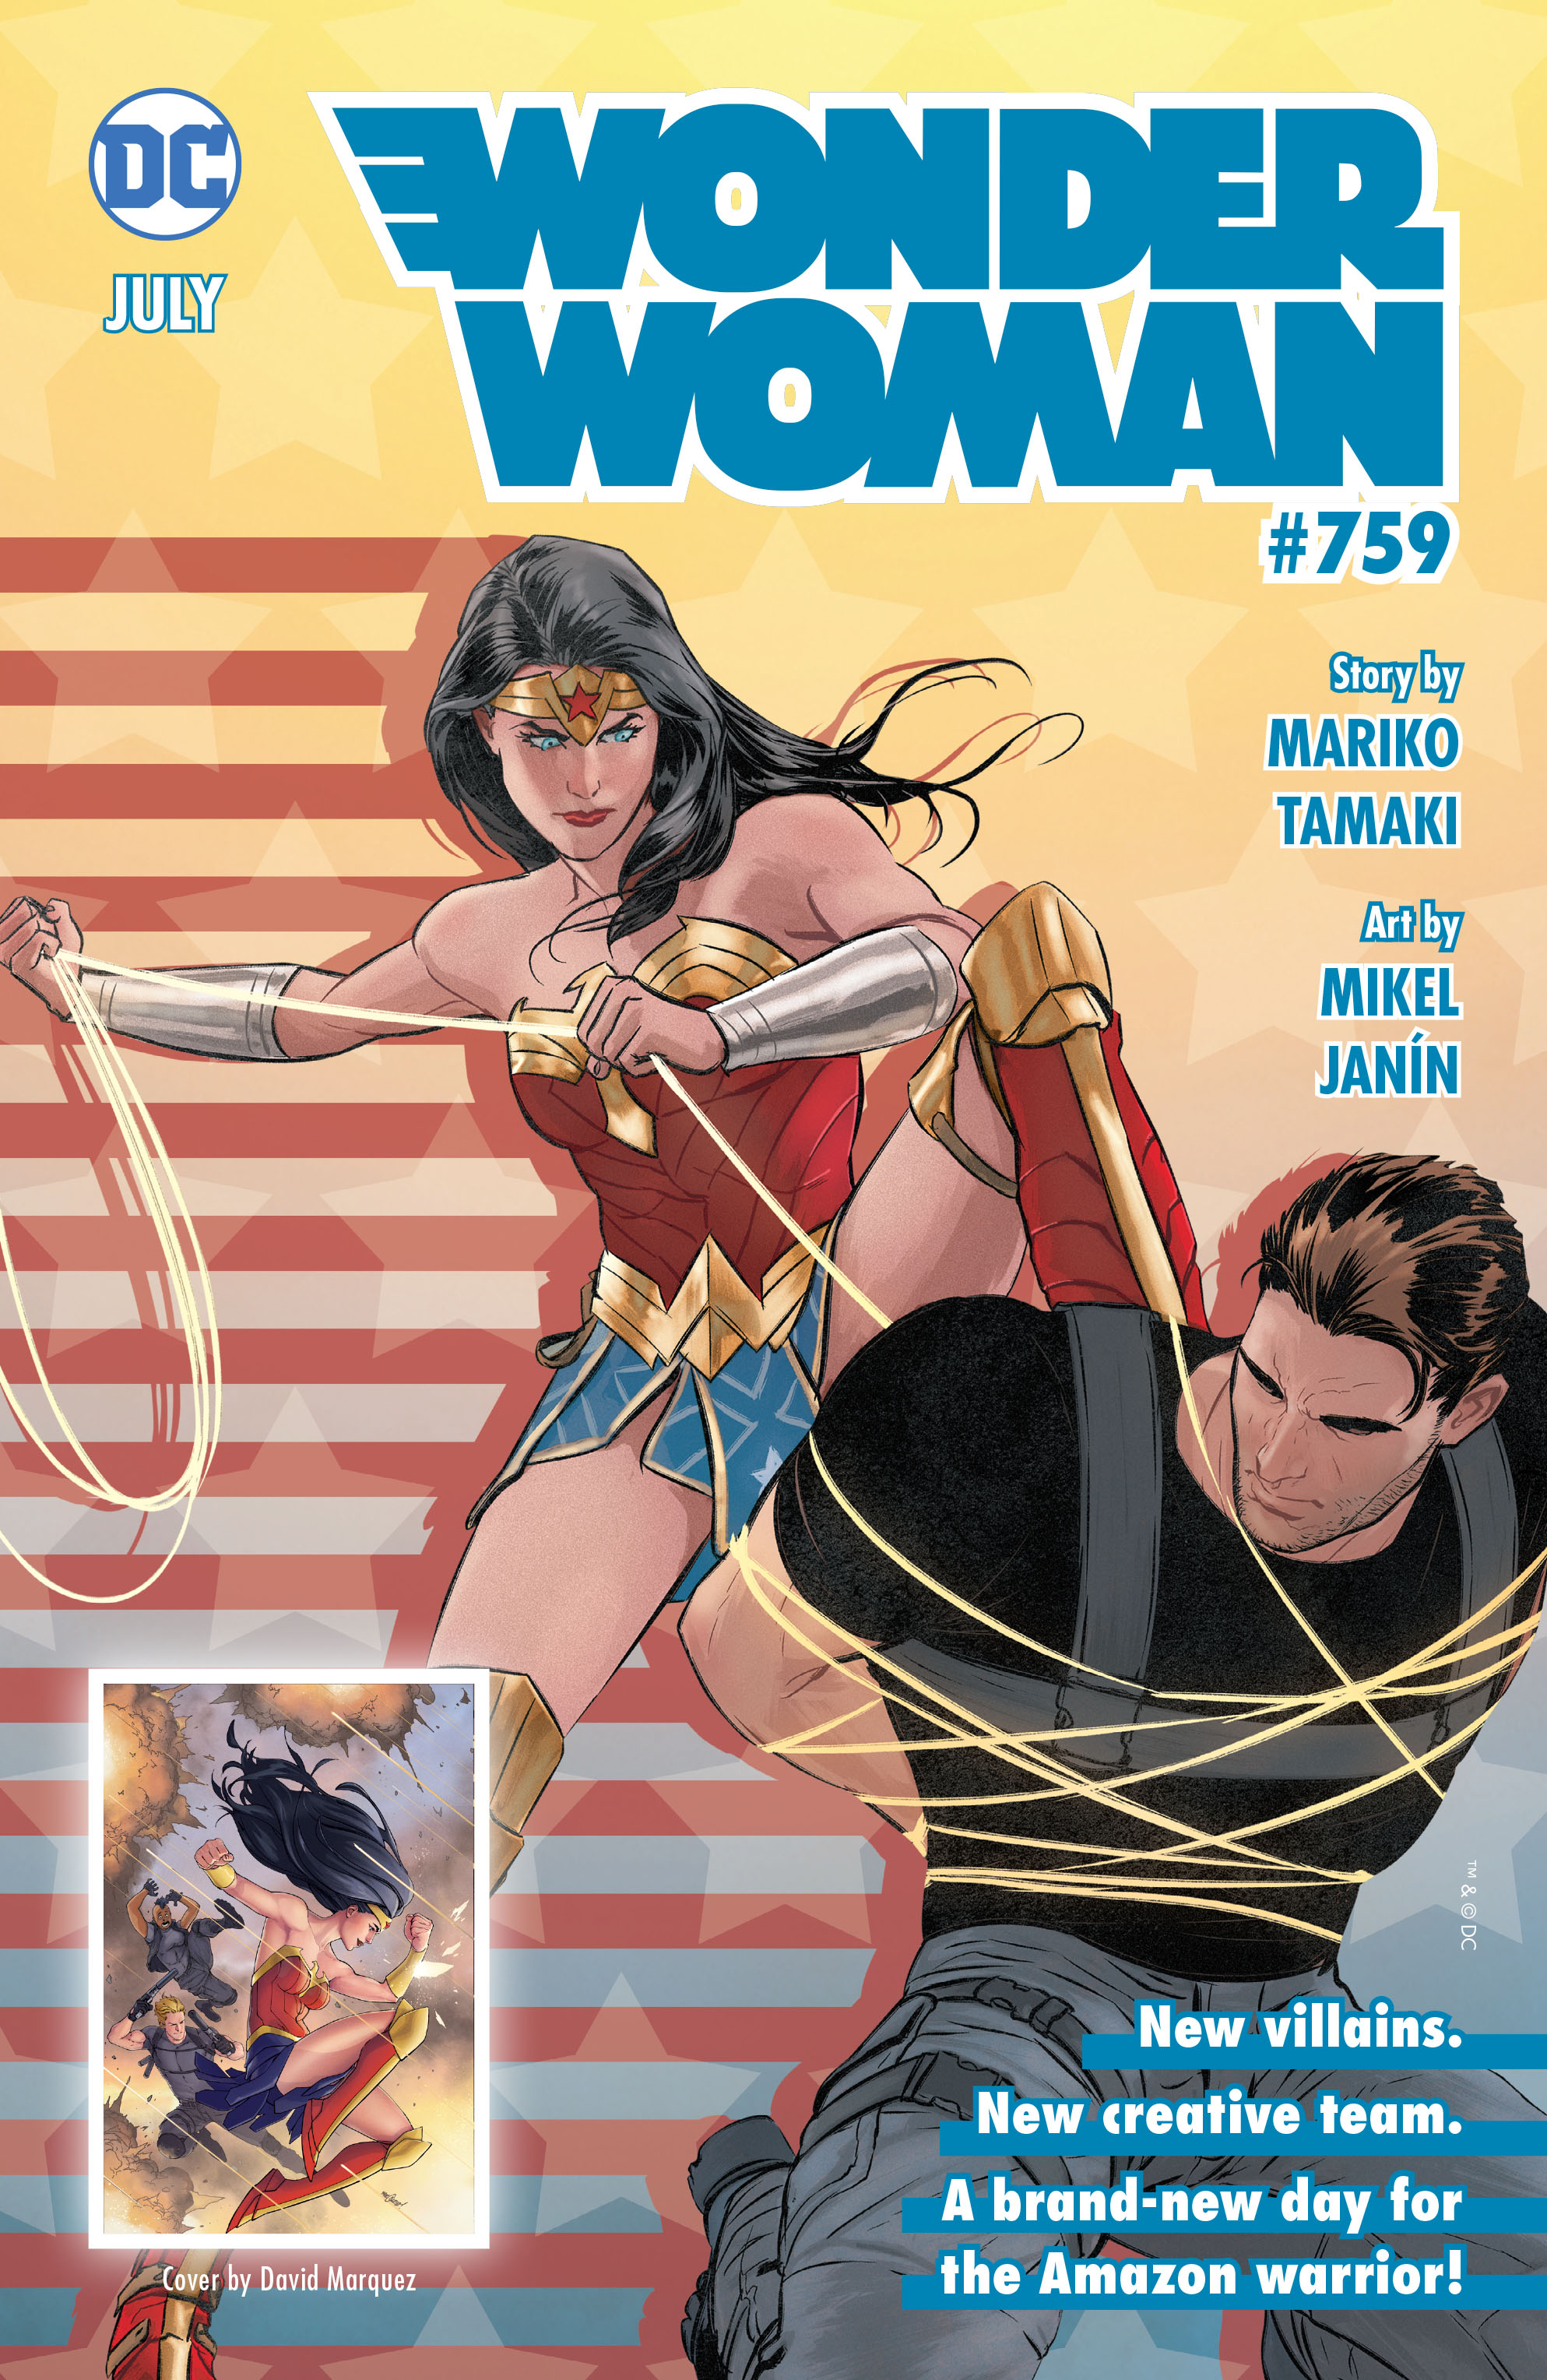 DC
JULY
WONDER
WOMAN
#759
Story by
MARIKO
TAMAKI
Art by
MIKEL
JANÍN
™ & © DC
New villains.
New creative team.
A brand-new day for
the Amazon warrior!
Cover by David Marquez